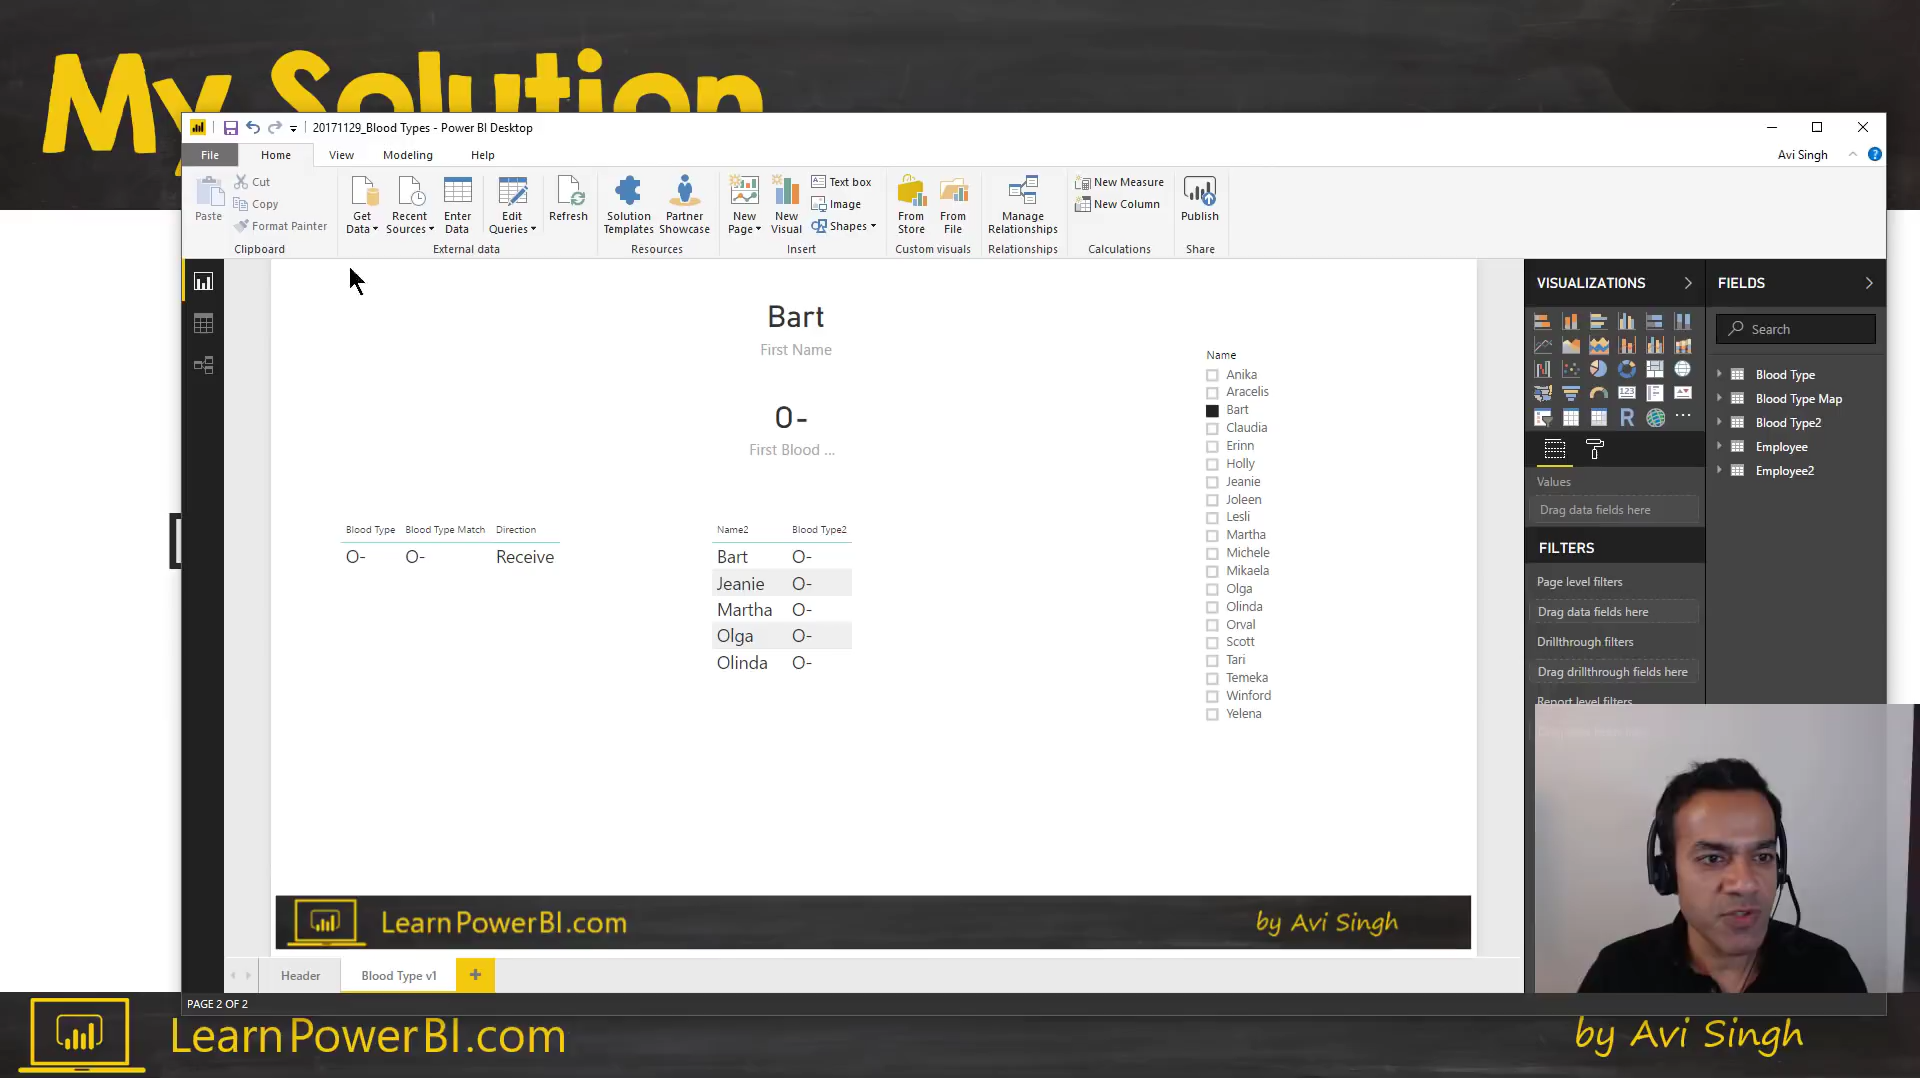 My Solution
20171129_Blood Types - Power BI Desktop
File Home View Modeling Help
Avi Singh
Paste
Cut
Copy
Format Painter
Clipboard
Get Data
Recent Sources
Enter Data
Edit Queries
External data
Refresh
Solution Templates
Partner Showcase
Resources
New Page
New Visual
Text box
Image
Shapes
Insert
From Store
From File
Custom visuals
Manage Relationships
Relationships
New Measure
New Column
Calculations
Publish
Share
Bart
First Name
O-
First Blood ...
Blood Type Blood Type Match Direction
O- O- Receive
Name2 Blood Type2
Bart O-
Jeanie O-
Martha O-
Olga O-
Olinda O-
Name
Anika
Aracelis
Bart
Claudia
Erinn
Holly
Jeanie
Joleen
Lesli
Martha
Michele
Mikaela
Olga
Olinda
Orval
Scott
Tari
Temeka
Winford
Yelena
VISUALIZATIONS
Values
Drag data fields here
FILTERS
Page level filters
Drag data fields here
Drillthrough filters
Drag drillthrough fields here
Report level filters
FIELDS
Search
Blood Type
Blood Type Map
Blood Type2
Employee
Employee2
LearnPowerBI.com
by Avi Singh
Header Blood Type v1
PAGE 2 OF 2
LearnPowerBI.com
by Avi Singh